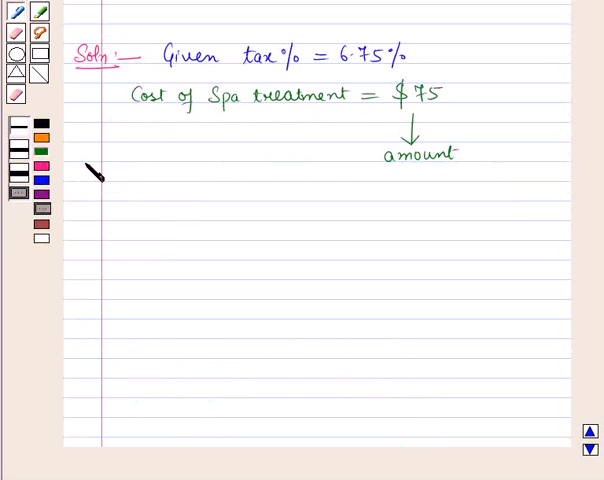 Soln:- Given tax% = 6.75%
Cost of Spa treatment = $75
amount